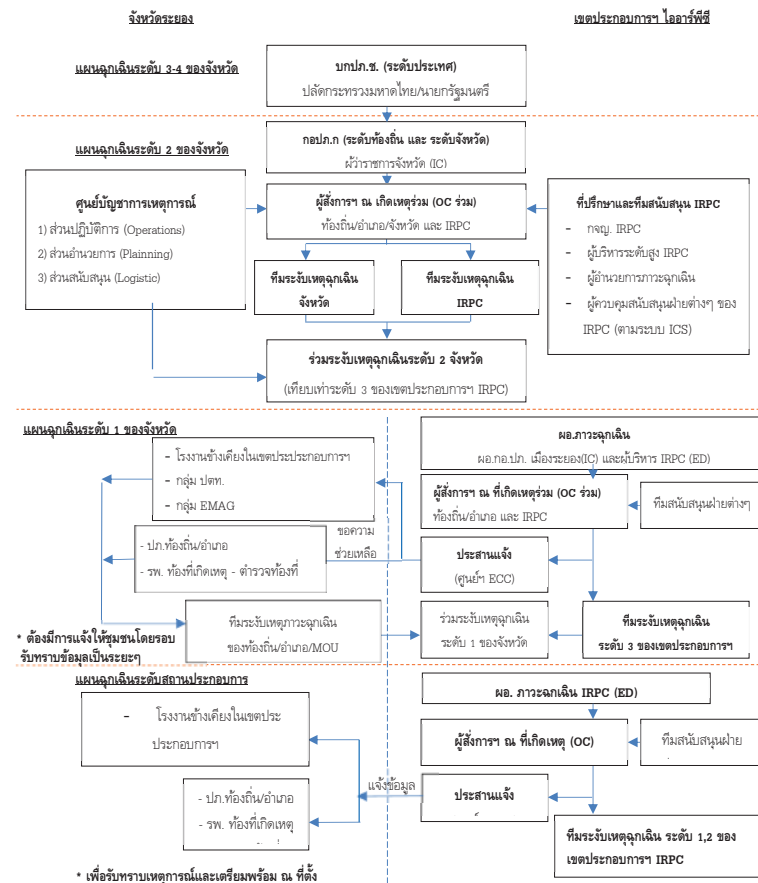 จังหวัดระยอง
เขตประกอบการฯ ไออาร์พีซี
แผนฉุกเฉินระดับ 3-4 ของจังหวัด
บกปภ.ช. (ระดับประเทศ)
ปลัดกระทรวงมหาดไทย/นายกรัฐมนตรี
แผนฉุกเฉินระดับ 2 ของจังหวัด
กอปภ.ก (ระดับท้องถิ่น และ ระดับจังหวัด)
ผู้ว่าราชการจังหวัด (IC)
ศูนย์บัญชาการเหตุการณ์
1) ส่วนปฏิบัติการ (Operations)
2) ส่วนอำนวยการ (Plainning)
3) ส่วนสนับสนุน (Logistic)
ผู้สั่งการฯ ณ เกิดเหตุร่วม (OC ร่วม)
ท้องถิ่น/อำเภอ/จังหวัด และ IRPC
ที่ปรึกษาและทีมสนับสนุน IRPC
- กจญ. IRPC
- ผู้บริหารระดับสูง IRPC
- ผู้อำนวยการภาวะฉุกเฉิน
- ผู้ควบคุมสนับสนุนฝ่ายต่างๆ ของ
IRPC (ตามระบบ ICS)
ทีมระงับเหตุฉุกเฉิน
จังหวัด
ทีมระงับเหตุฉุกเฉิน
IRPC
ร่วมระงับเหตุฉุกเฉินระดับ 2 จังหวัด
(เทียบเท่าระดับ 3 ของเขตประกอบการฯ IRPC)
แผนฉุกเฉินระดับ 1 ของจังหวัด
ผอ.ภาวะฉุกเฉิน
ผอ.กอ.ปภ. เมืองระยอง(IC) และผู้บริหาร IRPC (ED)
- โรงงานข้างเคียงในเขตประประกอบการฯ
- กลุ่ม ปตท.
- กลุ่ม EMAG
ผู้สั่งการฯ ณ ที่เกิดเหตุร่วม (OC ร่วม)
ท้องถิ่น/อำเภอ และ IRPC
ทีมสนับสนุนฝ่ายต่างๆ
ขอความ
ช่วยเหลือ
- ปภ.ท้องถิ่น/อำเภอ
- รพ. ท้องที่เกิดเหตุ - ตำรวจท้องที่
ประสานแจ้ง
(ศูนย์ฯ ECC)
ทีมระงับเหตุภาวะฉุกเฉิน
ของท้องถิ่น/อำเภอ/MOU
ร่วมระงับเหตุฉุกเฉิน
ระดับ 1 ของจังหวัด
ทีมระงับเหตุฉุกเฉิน
ระดับ 3 ของเขตประกอบการฯ
* ต้องมีการแจ้งให้ชุมชนโดยรอบ
รับทราบข้อมูลเป็นระยะๆ
แผนฉุกเฉินระดับสถานประกอบการ
ผอ. ภาวะฉุกเฉิน IRPC (ED)
- โรงงานข้างเคียงในเขตประ
ประกอบการฯ
ผู้สั่งการฯ ณ ที่เกิดเหตุ (OC)
ทีมสนับสนุนฝ่าย
แจ้งข้อมูล
ประสานแจ้ง
- ปภ.ท้องถิ่น/อำเภอ
- รพ. ท้องที่เกิดเหตุ
ทีมระงับเหตุฉุกเฉิน ระดับ 1,2 ของ
เขตประกอบการฯ IRPC
* เพื่อรับทราบเหตุการณ์และเตรียมพร้อม ณ ที่ตั้ง